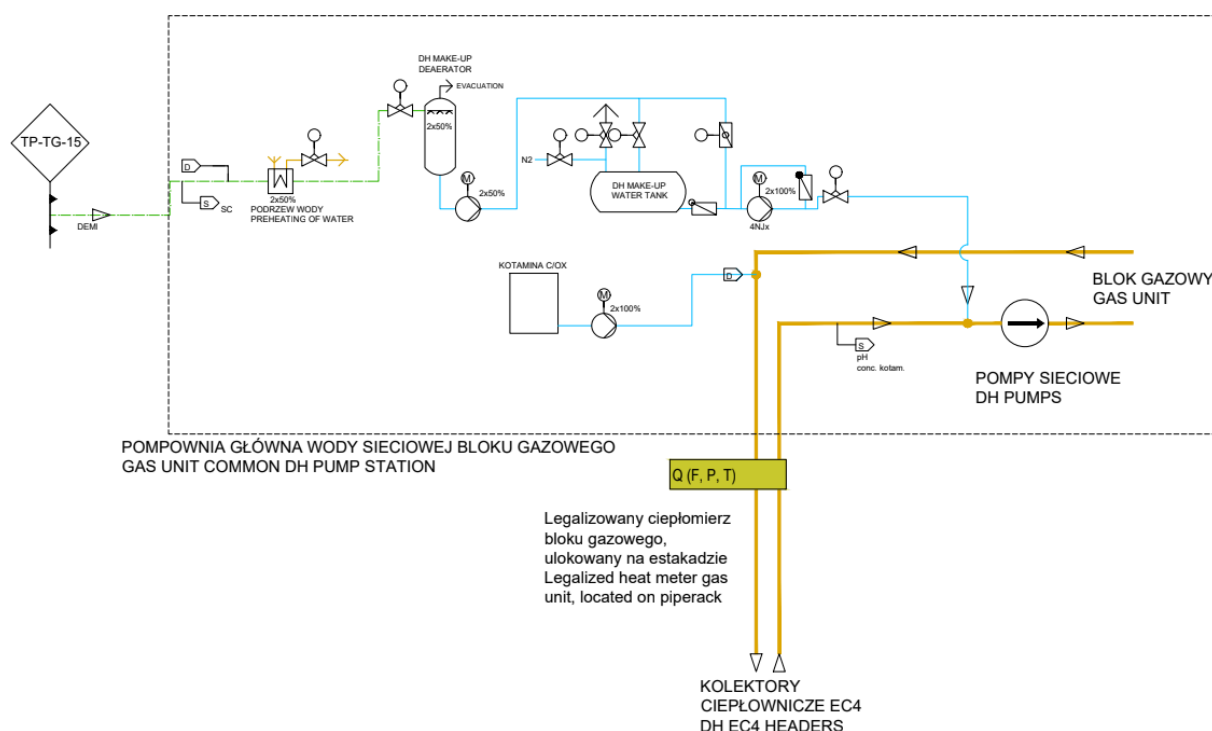 DH MAKE-UP
DEAERATOR
EVACUATION
2x50%
TP-TG-15
DEMI
D
S
SC
2x50%
PODRZEW WODY
PREHEATING OF WATER
M
2x50%
N2
DH MAKE-UP
WATER TANK
M
2x100%
4NJx
KOTAMINA C/OX
M
2x100%
D
BLOK GAZOWY
GAS UNIT
S
pH
conc. kotam.
POMPY SIECIOWE
DH PUMPS
POMPOWNIA GŁÓWNA WODY SIECIOWEJ BLOKU GAZOWEGO
GAS UNIT COMMON DH PUMP STATION
Q (F, P, T)
Legalizowany ciepłomierz
bloku gazowego,
ulokowany na estakadzie
Legalized heat meter gas
unit, located on piperack
KOLEKTORY
CIEPŁOWNICZE EC4
DH EC4 HEADERS